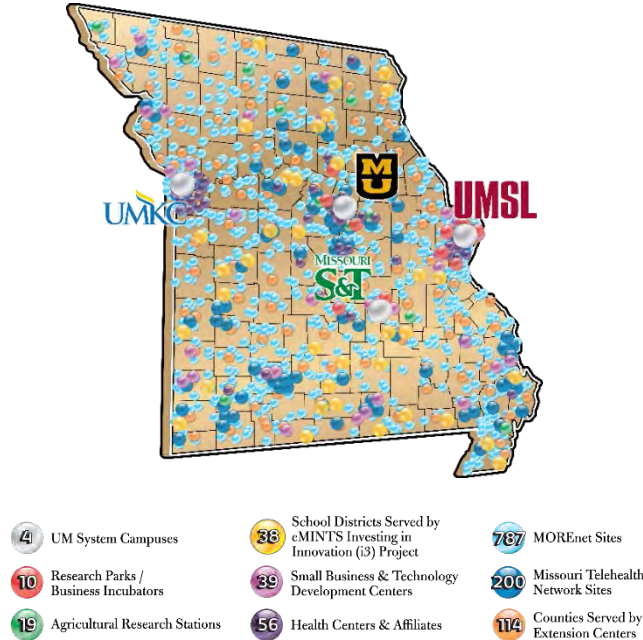 MU
UMKC
UMSL
MISSOURI
S&T
4 UM System Campuses
10 Research Parks /
Business Incubators
19 Agricultural Research Stations
38 School Districts Served by
eMINTS Investing in
Innovation (i3) Project
39 Small Business & Technology
Development Centers
56 Health Centers & Affiliates
787 MOREnet Sites
200 Missouri Telehealth
Network Sites
114 Counties Served by
Extension Centers